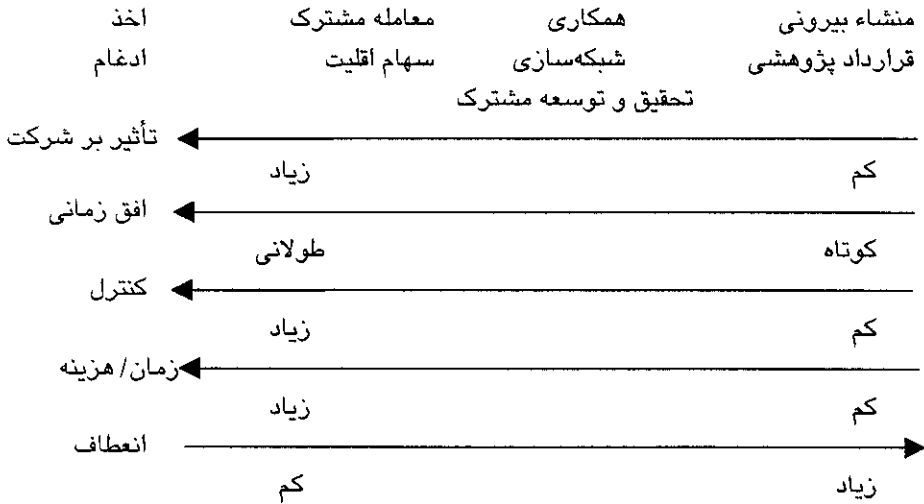 منشاء بیرونی همکاری معامله مشترک اخذ
قرارداد پژوهشی شبکه‌سازی سهام اقلیت ادغام
تحقیق و توسعه مشترک
تأثیر بر شرکت
کم زیاد
افق زمانی
کوتاه طولانی
کنترل
کم زیاد
زمان/ هزینه
کم زیاد
انعطاف
زیاد کم